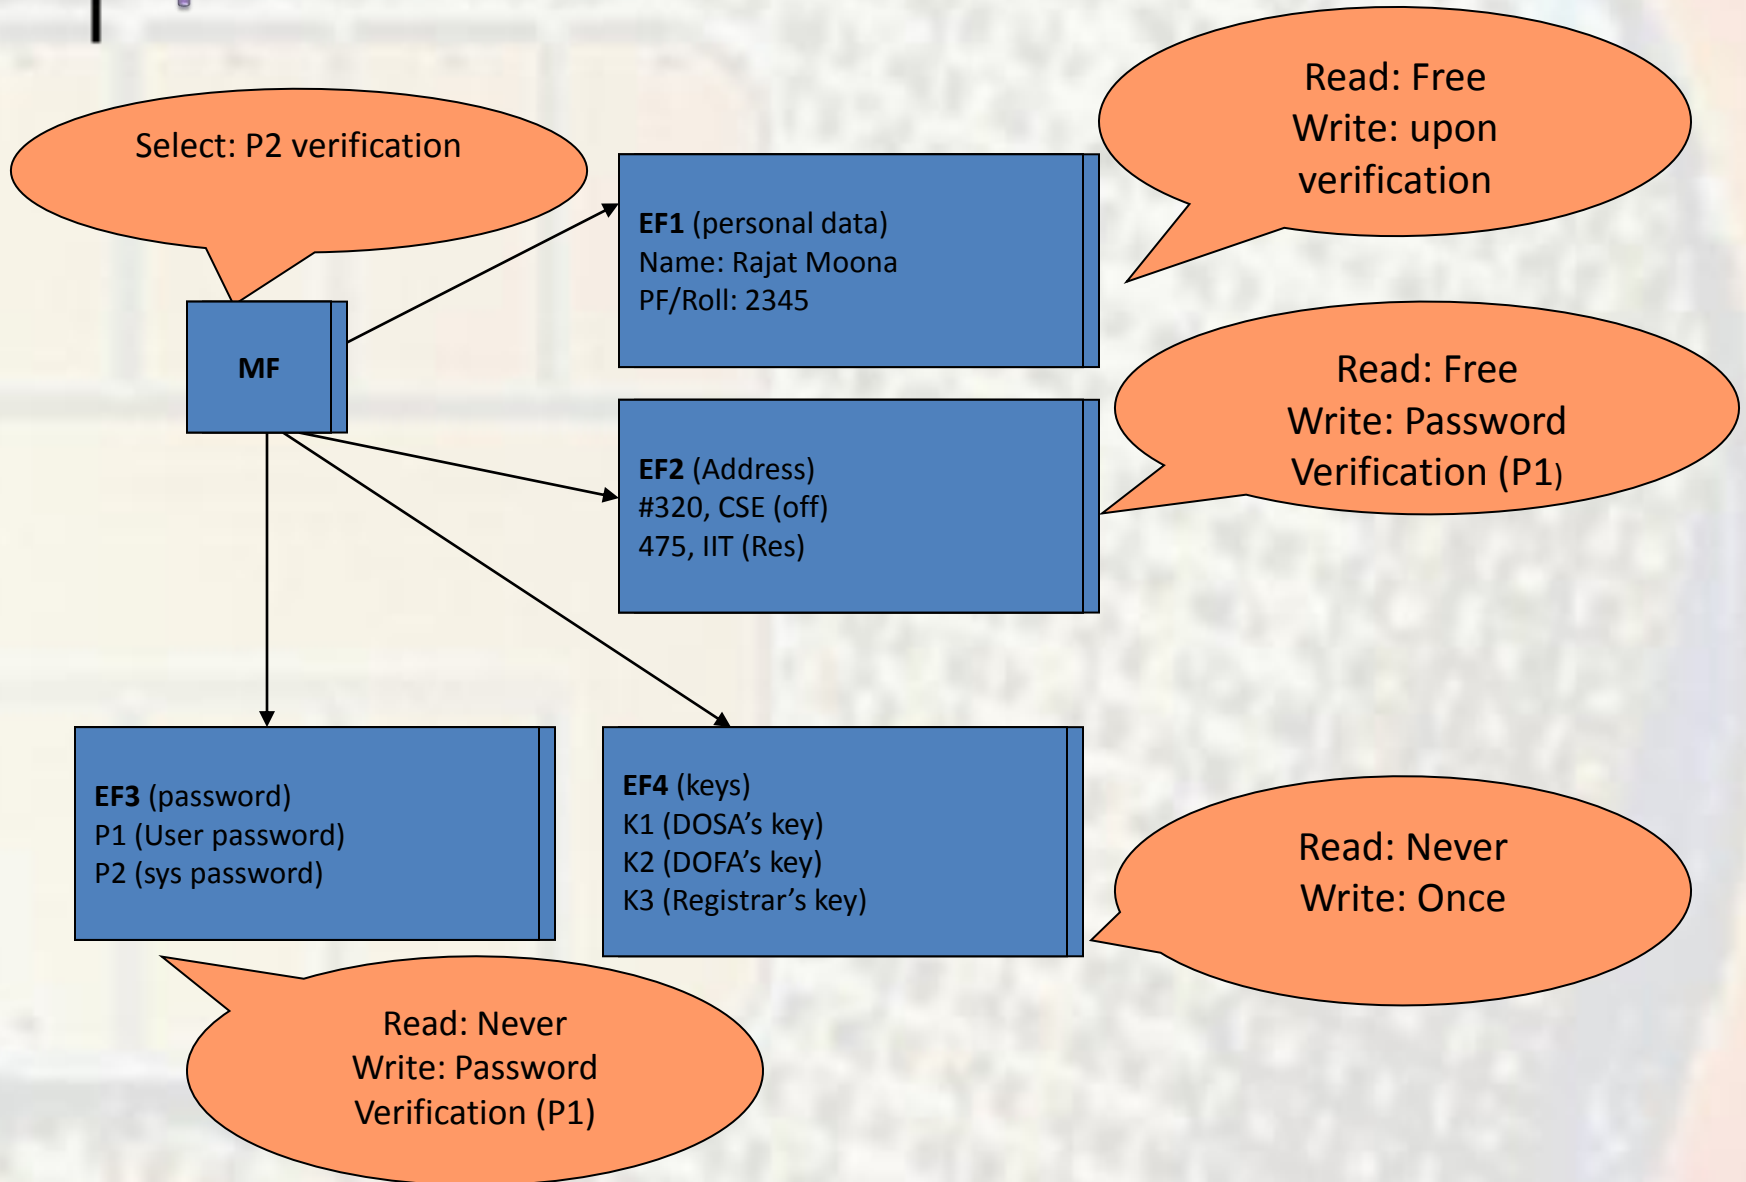 Select: P2 verification
Read: Free
Write: upon
verification
EF1 (personal data)
Name: Rajat Moona
PF/Roll: 2345
MF
Read: Free
Write: Password
Verification (P1)
EF2 (Address)
#320, CSE (off)
475, IIT (Res)
EF3 (password)
P1 (User password)
P2 (sys password)
EF4 (keys)
K1 (DOSA’s key)
K2 (DOFA’s key)
K3 (Registrar’s key)
Read: Never
Write: Once
Read: Never
Write: Password
Verification (P1)